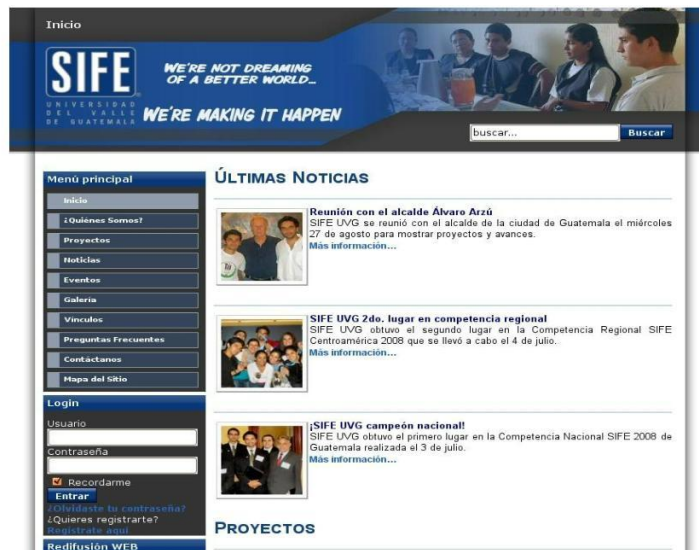 Inicio
SIFE
UNIVERSIDAD
DEL VALLE
DE GUATEMALA
WE'RE NOT DREAMING
OF A BETTER WORLD...
WE'RE MAKING IT HAPPEN
buscar...
Buscar
Menú principal
Inicio
¿Quiénes Somos?
Proyectos
Noticias
Eventos
Galería
Vínculos
Preguntas Frecuentes
Contáctanos
Mapa del Sitio
Login
Usuario
Contraseña
Recordarme
Entrar
¿Olvidaste tu contraseña?
¿Quieres registrarte?
Regístrate aquí
Redifusión WEB
ÚLTIMAS NOTICIAS
Reunión con el alcalde Álvaro Arzú
SIFE UVG se reunió con el alcalde de la ciudad de Guatemala el miércoles
27 de agosto para mostrar proyectos y avances.
Más información...
SIFE UVG 2do. lugar en competencia regional
SIFE UVG obtuvo el segundo lugar en la Competencia Regional SIFE
Centroamérica 2008 que se llevó a cabo el 4 de julio.
Más información...
¡SIFE UVG campeón nacional!
SIFE UVG obtuvo el primero lugar en la Competencia Nacional SIFE 2008 de
Guatemala realizada el 3 de julio.
Más información...
PROYECTOS